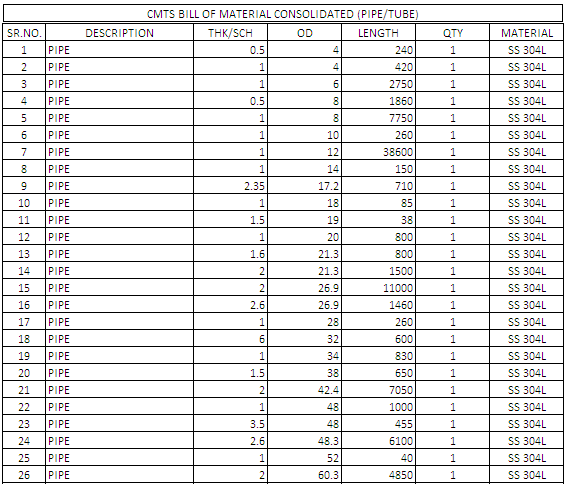 CMTS BILL OF MATERIAL CONSOLIDATED (PIPE/TUBE)
SR.NO. DESCRIPTION THK/SCH OD LENGTH QTY MATERIAL
1 PIPE 0.5 4 240 1 SS 304L
2 PIPE 1 4 420 1 SS 304L
3 PIPE 1 6 2750 1 SS 304L
4 PIPE 0.5 8 1860 1 SS 304L
5 PIPE 1 8 7750 1 SS 304L
6 PIPE 1 10 260 1 SS 304L
7 PIPE 1 12 38600 1 SS 304L
8 PIPE 1 14 150 1 SS 304L
9 PIPE 2.35 17.2 710 1 SS 304L
10 PIPE 1 18 85 1 SS 304L
11 PIPE 1.5 19 38 1 SS 304L
12 PIPE 1 20 800 1 SS 304L
13 PIPE 1.6 21.3 800 1 SS 304L
14 PIPE 2 21.3 1500 1 SS 304L
15 PIPE 2 26.9 11000 1 SS 304L
16 PIPE 2.6 26.9 1460 1 SS 304L
17 PIPE 1 28 260 1 SS 304L
18 PIPE 6 32 600 1 SS 304L
19 PIPE 1 34 830 1 SS 304L
20 PIPE 1.5 38 650 1 SS 304L
21 PIPE 2 42.4 7050 1 SS 304L
22 PIPE 1 48 1000 1 SS 304L
23 PIPE 3.5 48 455 1 SS 304L
24 PIPE 2.6 48.3 6100 1 SS 304L
25 PIPE 1 52 40 1 SS 304L
26 PIPE 2 60.3 4850 1 SS 304L